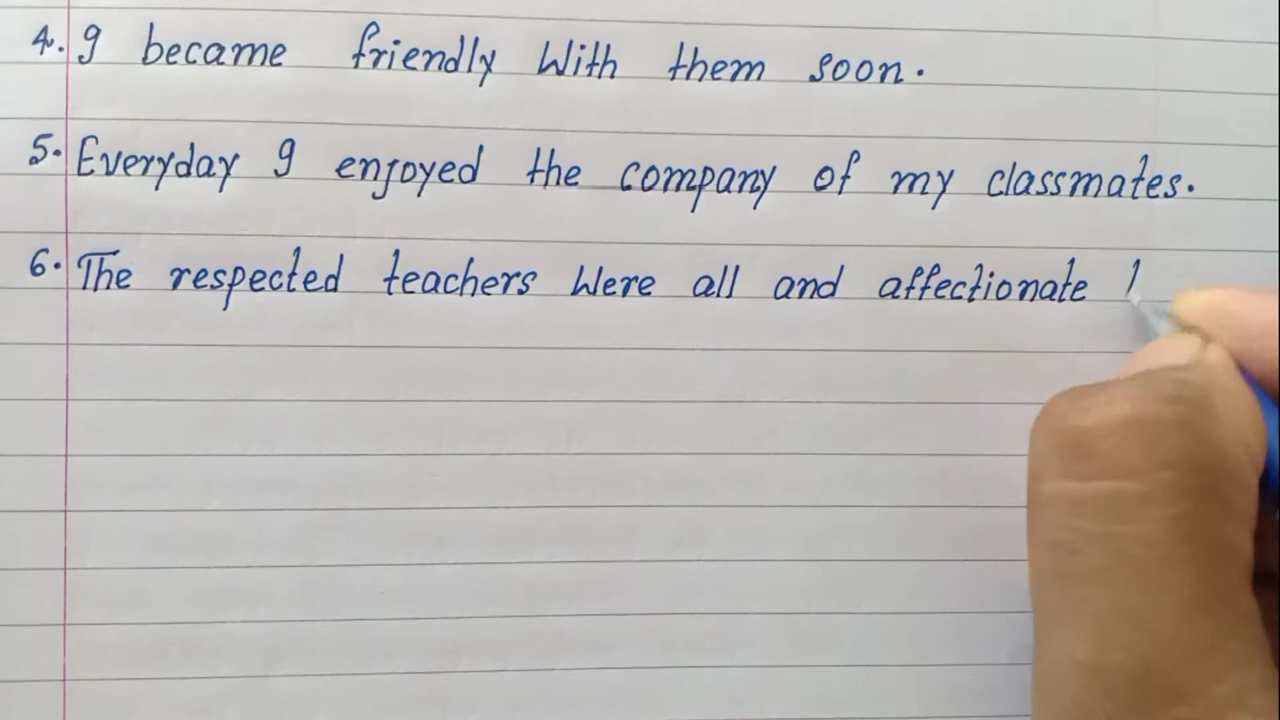 4. I became friendly With them soon.
5. Everyday I enjoyed the company of my classmates.
6. The respected teachers Were all and affectionate